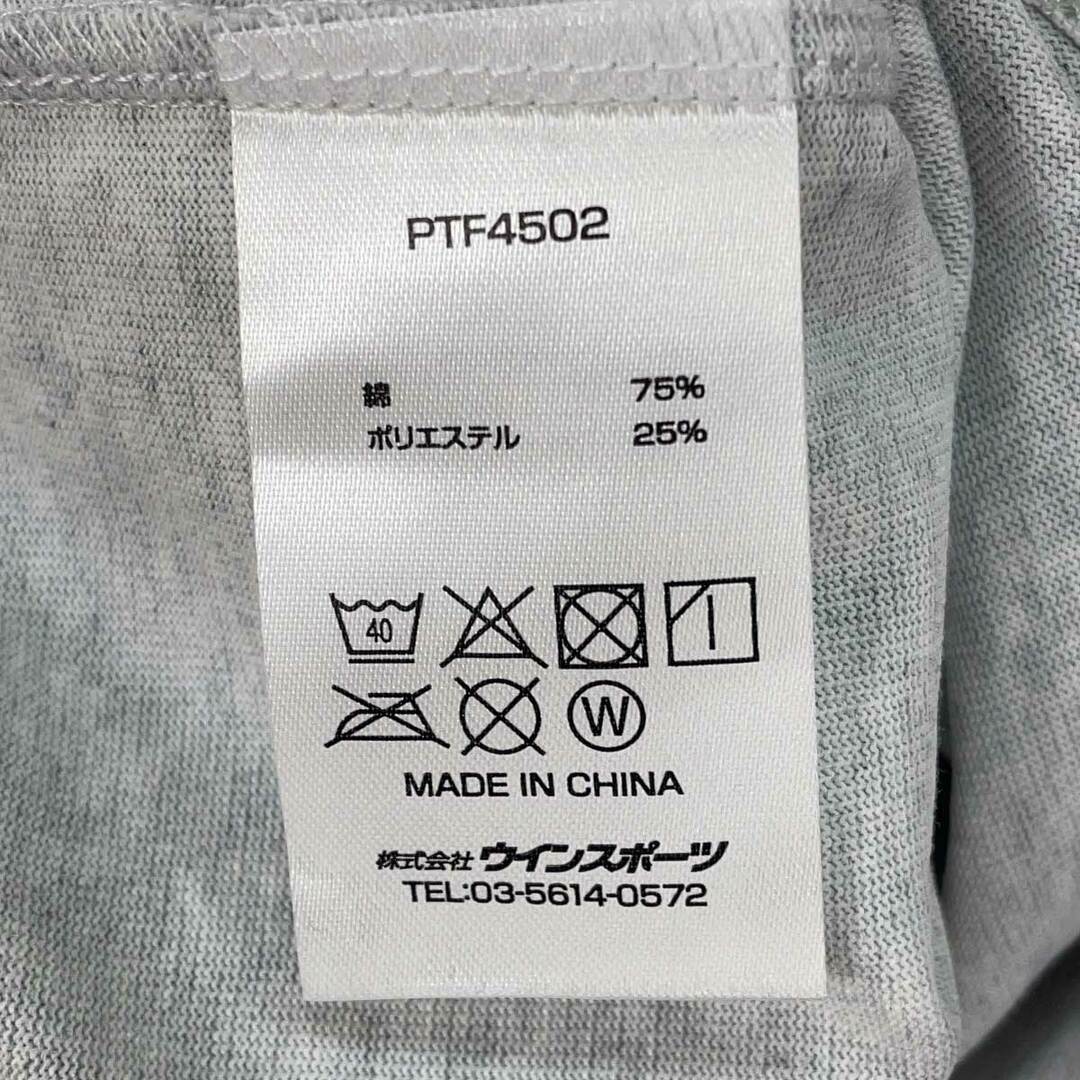 PTF4502
綿 75%
ポリエステル 25%
40
W
MADE IN CHINA
株式会社 ウインスポーツ
TEL:03-5614-0572